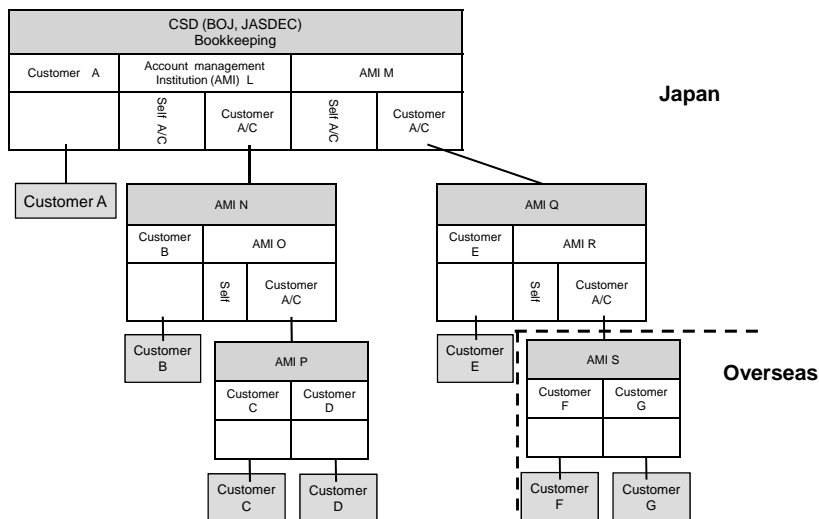 CSD (BOJ, JASDEC)
Bookkeeping
Customer A
Account management
Institution (AMI) L
AMI M
Self A/C
Customer
A/C
Self A/C
Customer
A/C
Japan
Customer A
AMI N
Customer
B
AMI O
Self
Customer
A/C
AMI Q
Customer
E
AMI R
Self
Customer
A/C
Customer
B
Customer
E
Overseas
AMI P
Customer
C
Customer
D
AMI S
Customer
F
Customer
G
Customer
C
Customer
D
Customer
F
Customer
G